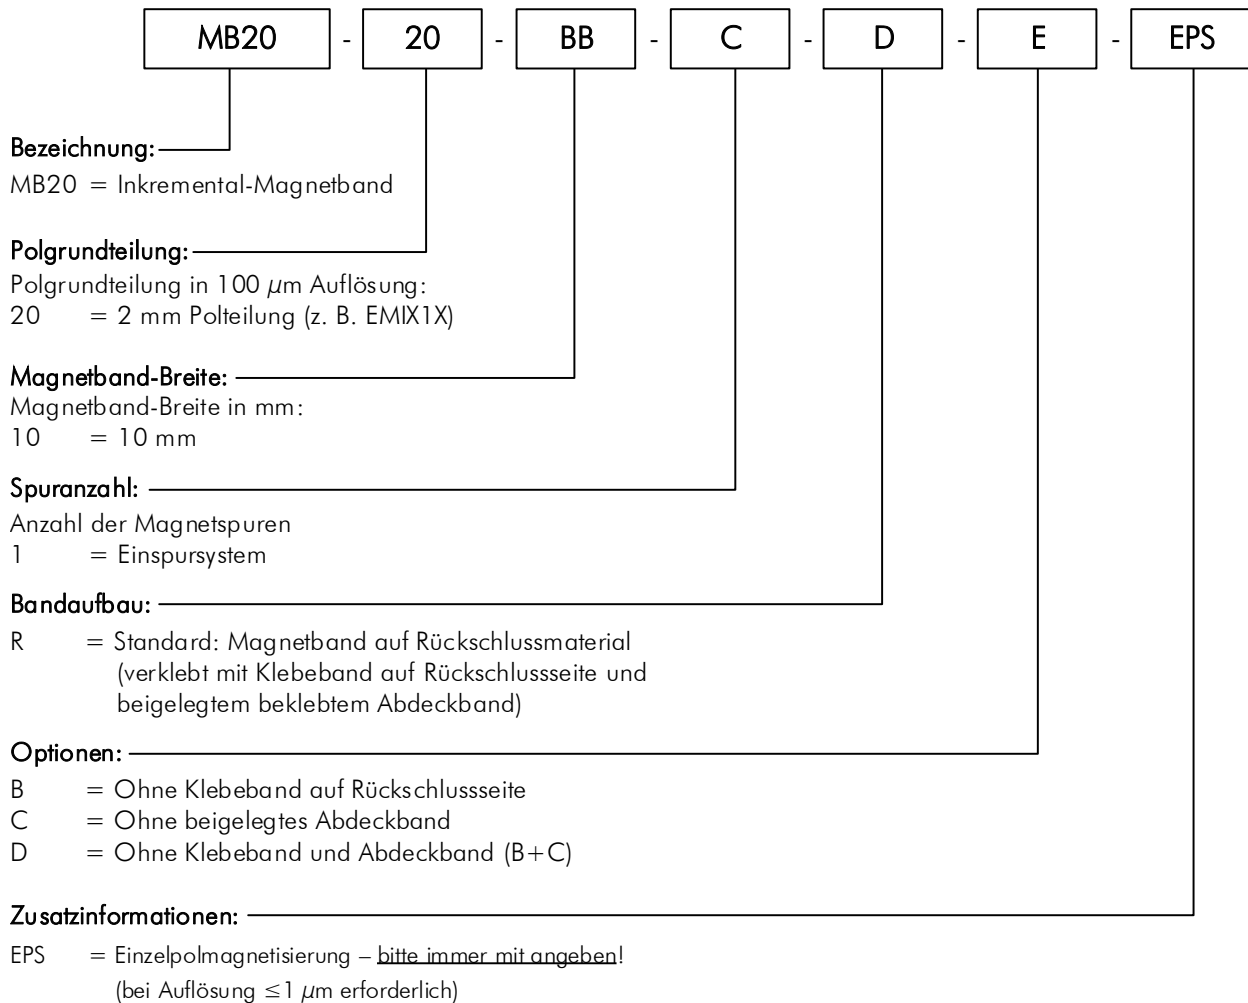 MB20 - 20 - BB - C - D - E - EPS
Bezeichnung:
MB20 = Inkremental-Magnetband
Polgrundteilung:
Polgrundteilung in 100 µm Auflösung:
20 = 2 mm Polteilung (z. B. EMIX1X)
Magnetband-Breite:
Magnetband-Breite in mm:
10 = 10 mm
Spuranzahl:
Anzahl der Magnetspuren
1 = Einspursystem
Bandaufbau:
R = Standard: Magnetband auf Rückschlussmaterial
(verklebt mit Klebeband auf Rückschlussseite und
beigelegtem beklebtem Abdeckband)
Optionen:
B = Ohne Klebeband auf Rückschlussseite
C = Ohne beigelegtes Abdeckband
D = Ohne Klebeband und Abdeckband (B+C)
Zusatzinformationen:
EPS = Einzelpolmagnetisierung – bitte immer mit angeben!
(bei Auflösung ≤1 µm erforderlich)